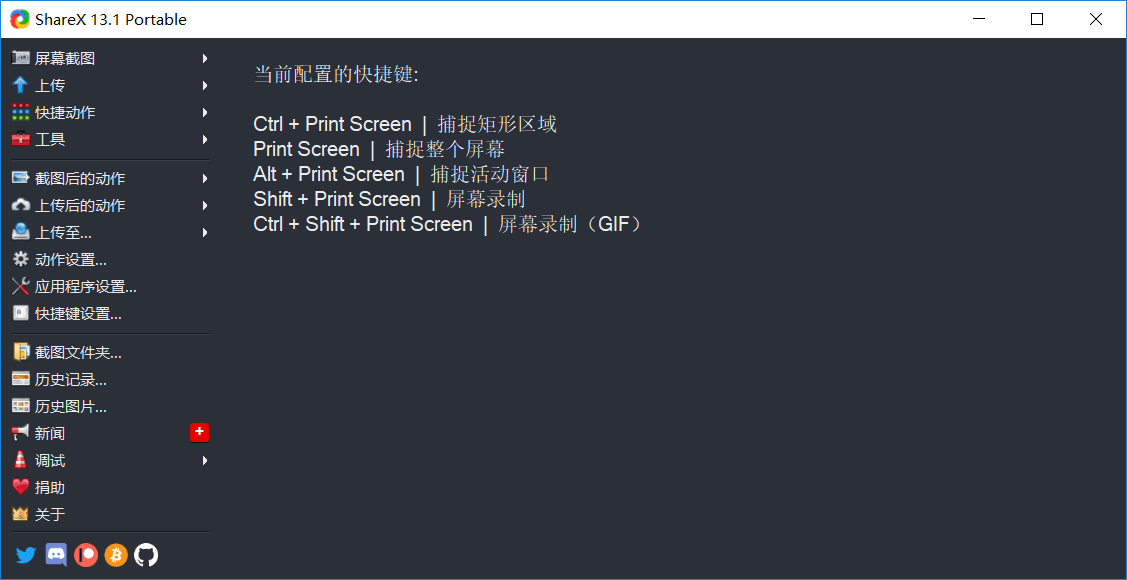 ShareX 13.1 Portable
屏幕截图
上传
快捷动作
工具
截图后的动作
上传后的动作
上传至...
动作设置...
应用程序设置...
快捷键设置...
截图文件夹...
历史记录...
历史图片...
新闻
调试
捐助
关于
当前配置的快捷键:
Ctrl + Print Screen | 捕捉矩形区域
Print Screen | 捕捉整个屏幕
Alt + Print Screen | 捕捉活动窗口
Shift + Print Screen | 屏幕录制
Ctrl + Shift + Print Screen | 屏幕录制（GIF）